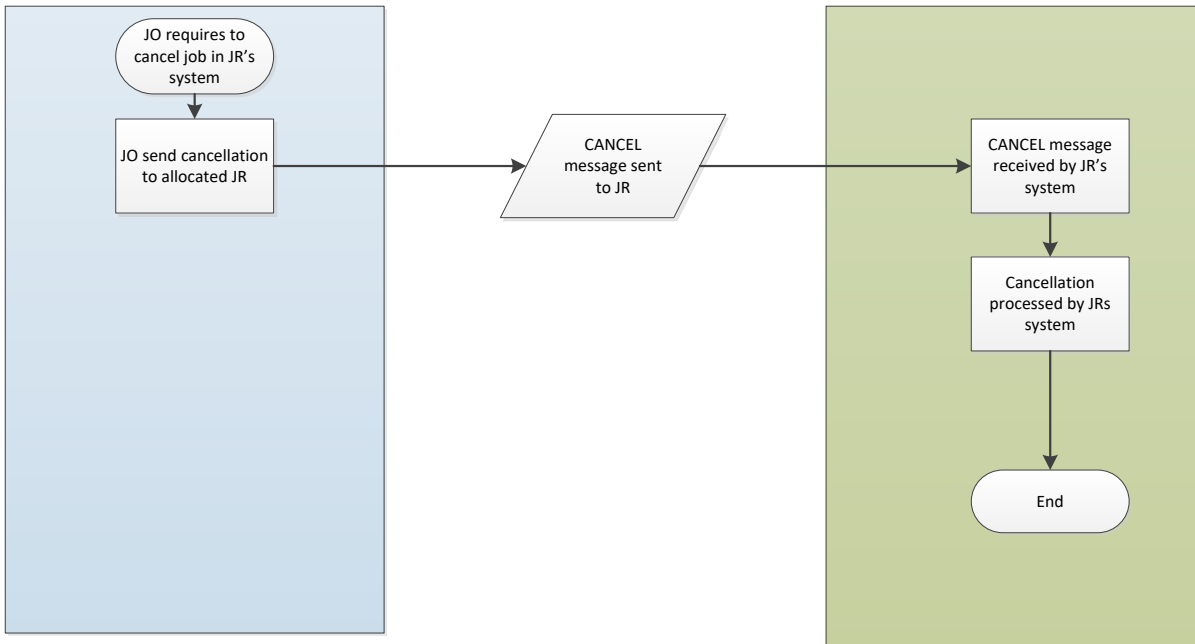 JO requires to
cancel job in JR’s
system
JO send cancellation
to allocated JR
CANCEL
message sent
to JR
CANCEL message
received by JR’s
system
Cancellation
processed by JRs
system
End